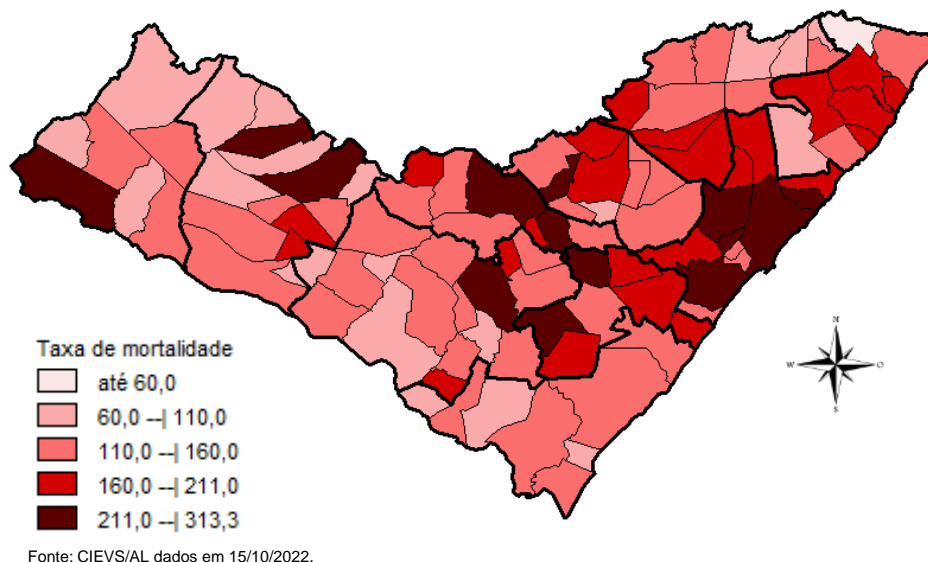 N
W
O
S
Taxa de mortalidade
até 60,0
60,0 --| 110,0
110,0 --| 160,0
160,0 --| 211,0
211,0 --| 313,3
Fonte: CIEVS/AL dados em 15/10/2022.